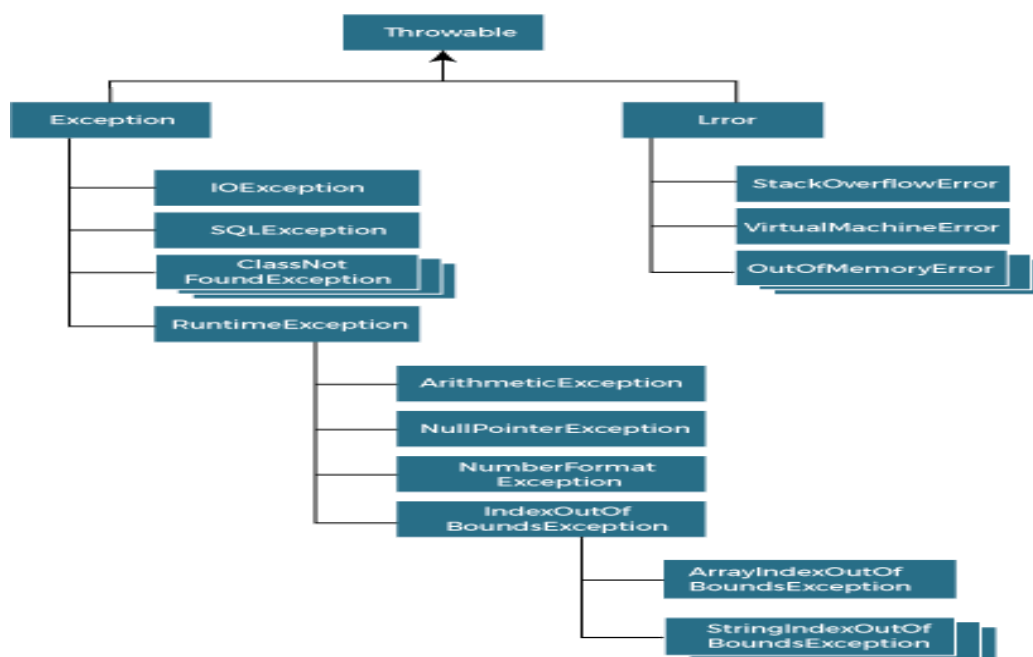 Throwable
Exception
Lrror
IOException
SQLException
ClassNot
FoundException
RuntimeException
StackOverflowError
VirtualMachineError
OutOfMemoryError
ArithmeticException
NullPointerException
NumberFormat
Exception
IndexOutOf
BoundsException
ArrayIndexOutOf
BoundsException
StringIndexOutOf
BoundsException